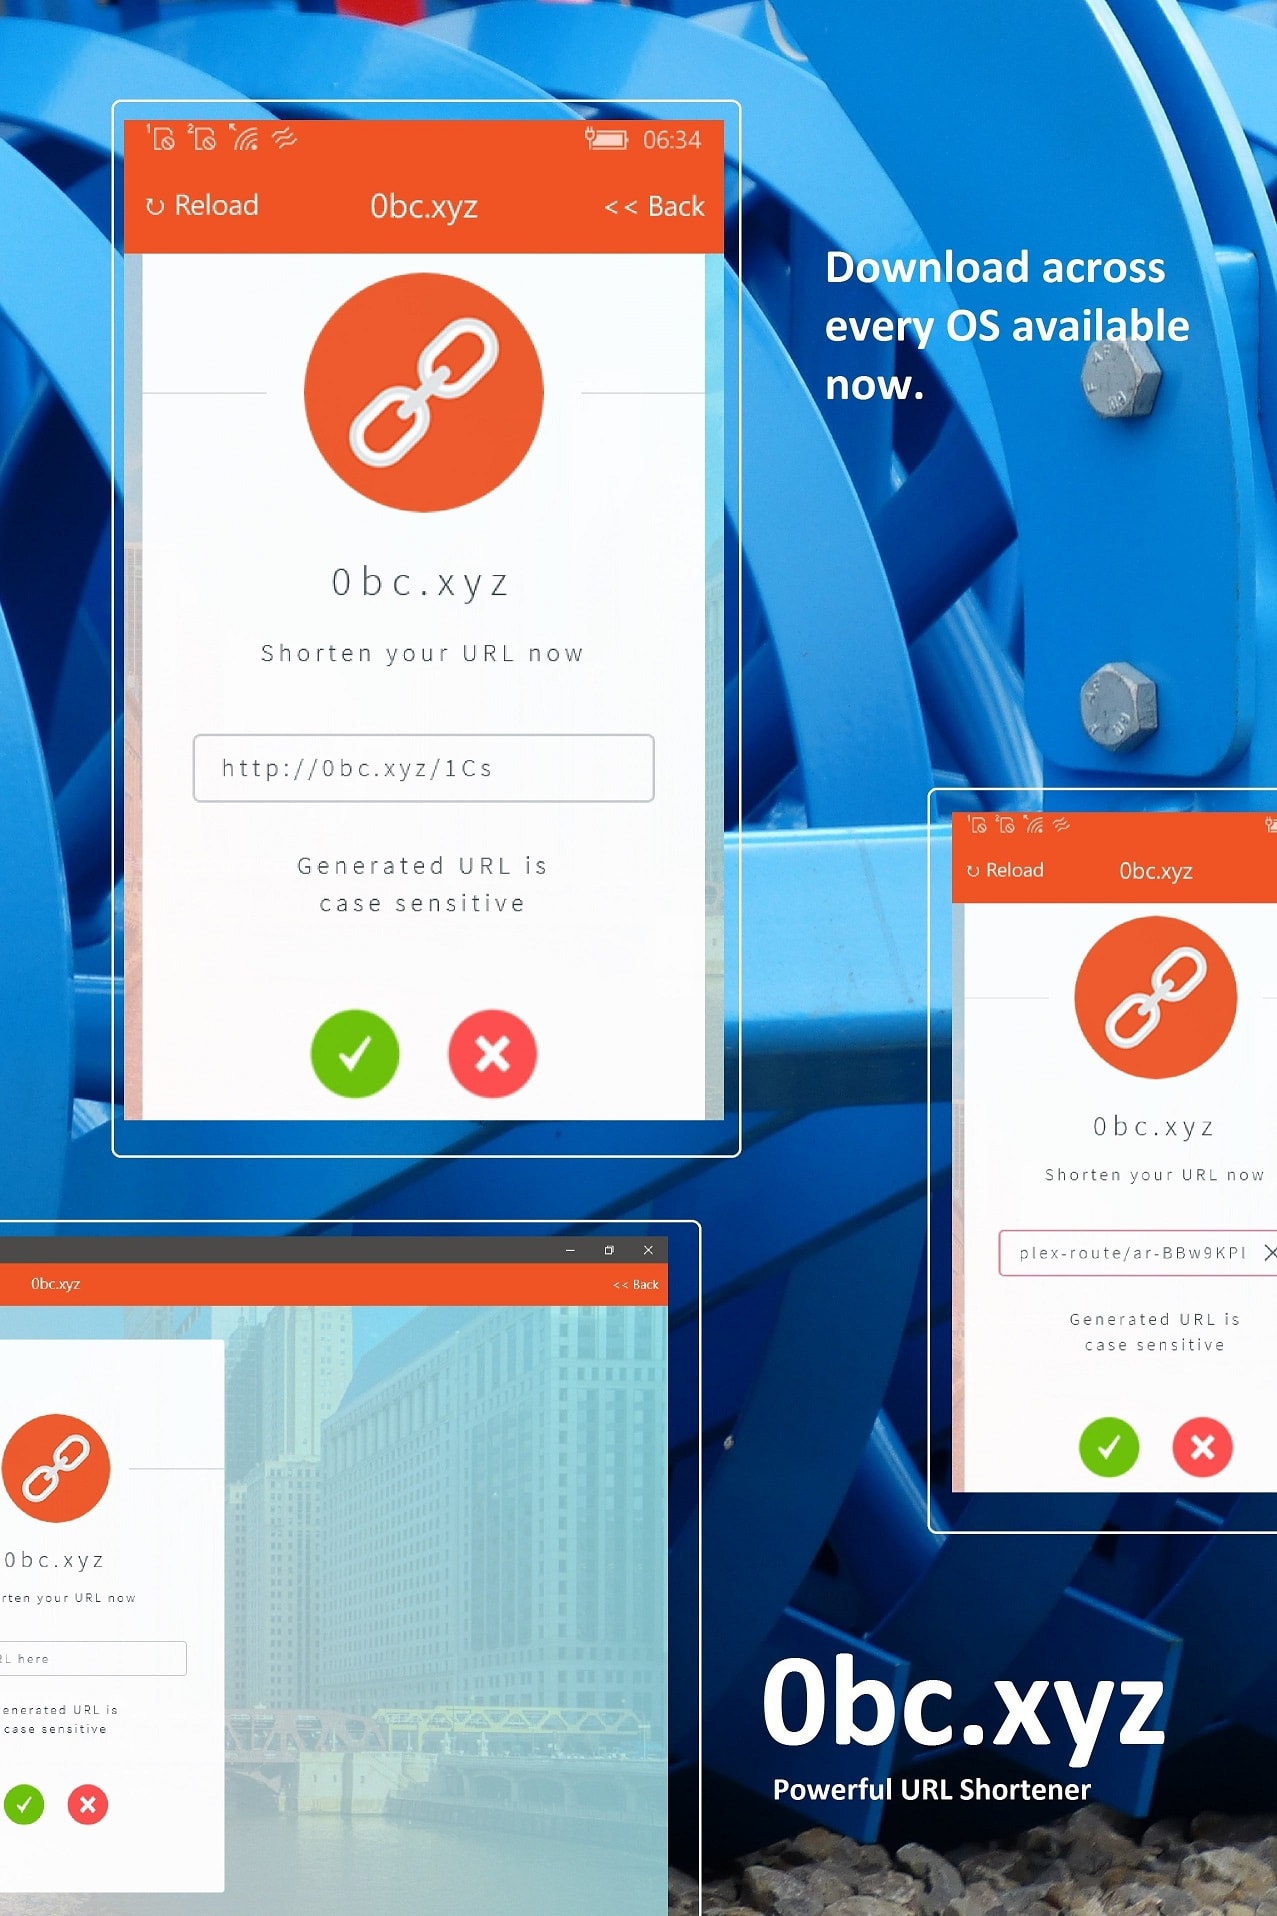 06:34
↻ Reload 0bc.xyz << Back
0bc.xyz
Shorten your URL now
http://0bc.xyz/1Cs
Generated URL is
case sensitive
Download across
every OS available
now.
↻ Reload 0bc.xyz
0bc.xyz
Shorten your URL now
plex-route/ar-BBw9KPl
Generated URL is
case sensitive
0bc.xyz << Back
0bc.xyz
rten your URL now
RL here
enerated URL is
case sensitive
0bc.xyz
Powerful URL Shortener